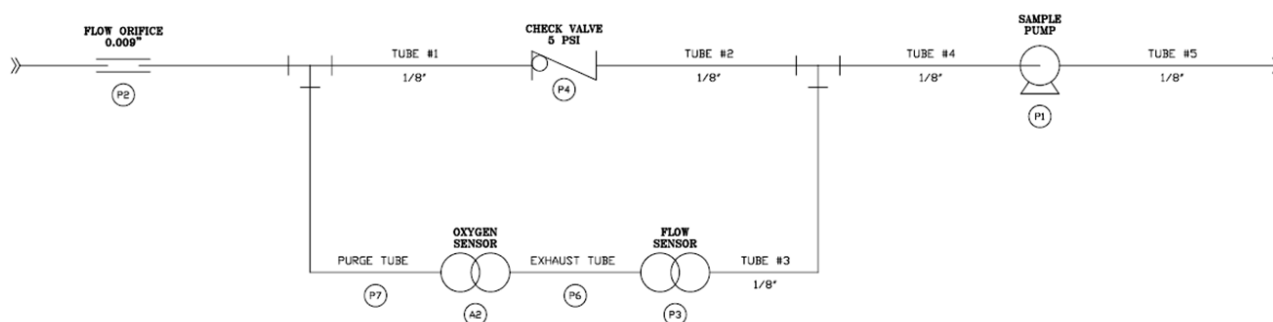 FLOW ORIFICE
0.009"
P2
TUBE #1
1/8"
CHECK VALVE
5 PSI
P4
TUBE #2
1/8"
TUBE #4
1/8"
SAMPLE
PUMP
P1
TUBE #5
1/8"
PURGE TUBE
P7
OXYGEN
SENSOR
A2
EXHAUST TUBE
P6
FLOW
SENSOR
P3
TUBE #3
1/8"